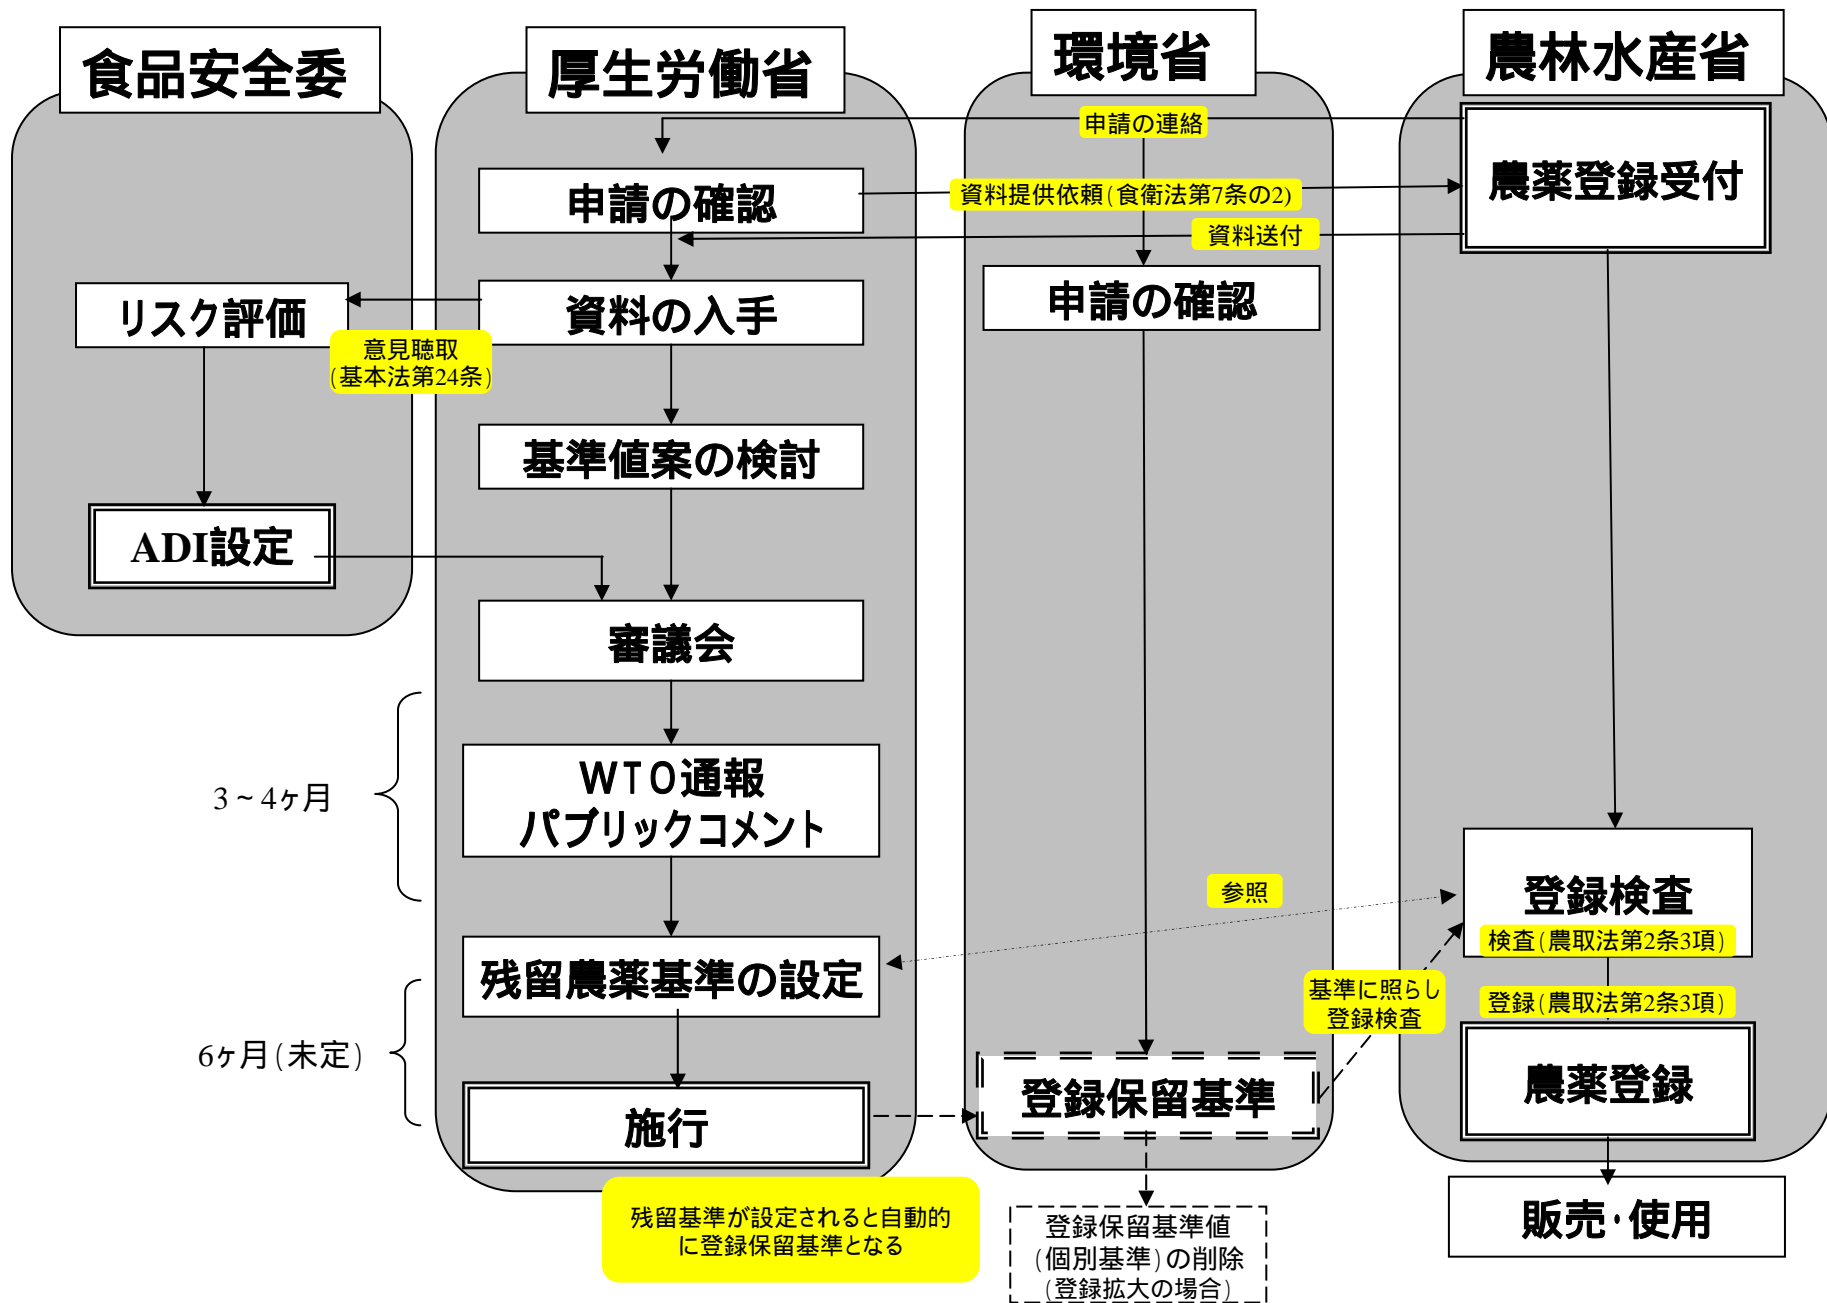 食品安全委
厚生労働省
環境省
農林水産省
申請の連絡
農薬登録受付
申請の確認
資料提供依頼(食衛法第7条の2)
資料送付
申請の確認
リスク評価
資料の入手
意見聴取
(基本法第24条)
基準値案の検討
ADI設定
審議会
3~4ヶ月
WTO通報
パブリックコメント
参照
登録検査
検査(農取法第2条3項)
残留農薬基準の設定
基準に照らし
登録検査
登録(農取法第2条3項)
6ヶ月(未定)
施行
登録保留基準
農薬登録
残留基準が設定されると自動的
に登録保留基準となる
登録保留基準値
(個別基準)の削除
(登録拡大の場合)
販売・使用